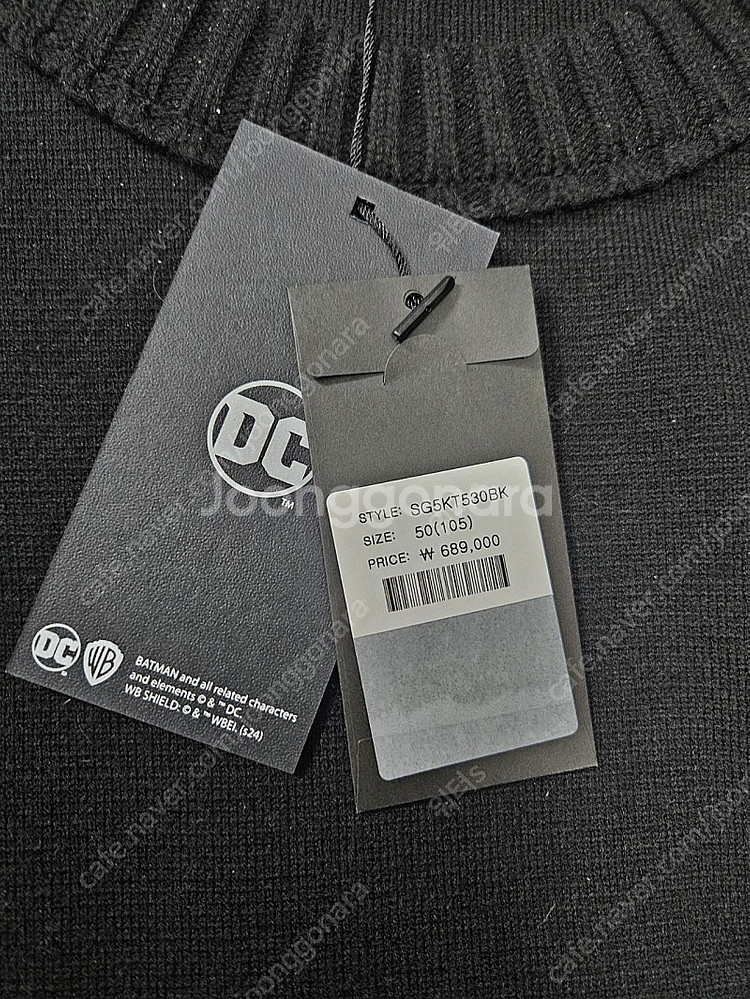 DC
TM
DC
WB
BATMAN and all related characters
and elements © & ™ DC.
WB SHIELD: © & ™ WBEI. (s24)
STYLE: SG5KT530BK
SIZE: 50(105)
PRICE: ₩ 689,000
Joonggonara